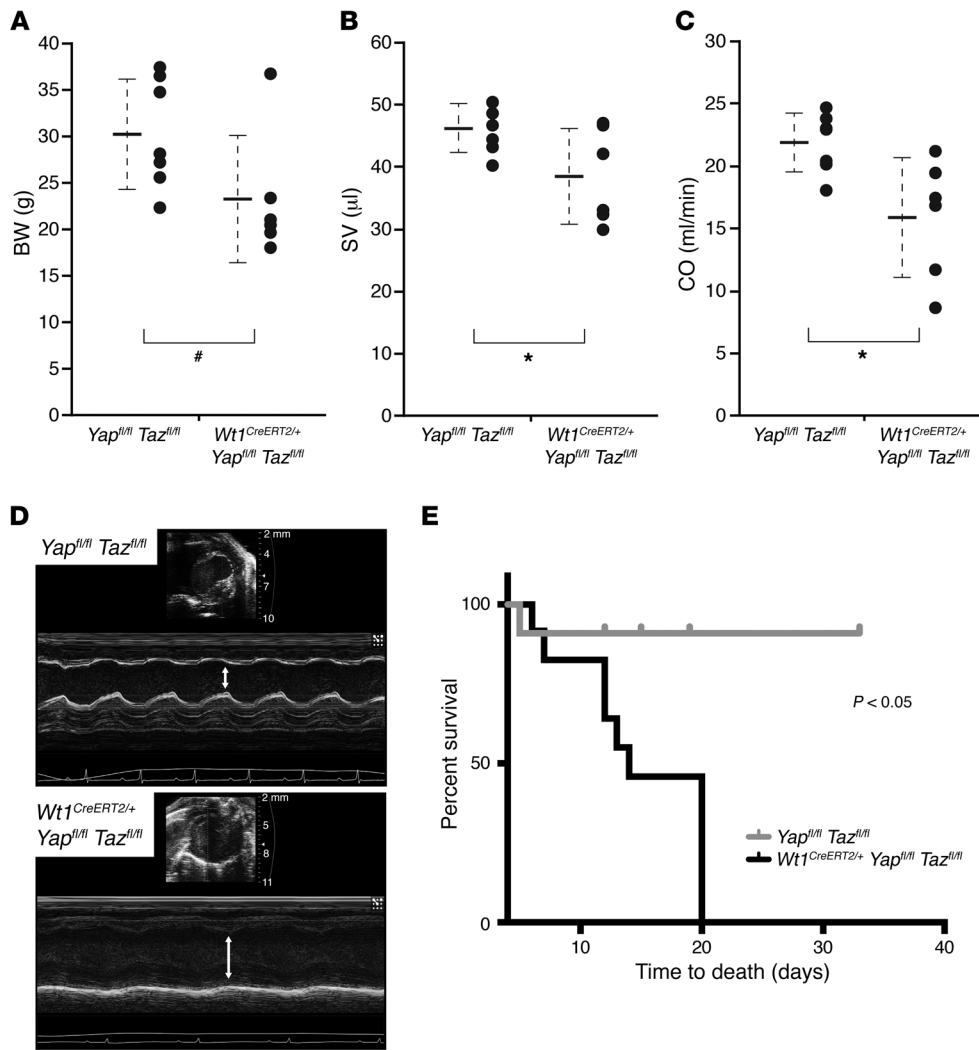 A
BW (g)
40
35
30
25
20
15
10
5
0
#
Yapfl/fl Tazfl/fl
Wt1CreERT2/+
Yapfl/fl Tazfl/fl
B
SV (µl)
60
50
40
30
20
10
0
*
Yapfl/fl Tazfl/fl
Wt1CreERT2/+
Yapfl/fl Tazfl/fl
C
CO (ml/min)
30
25
20
15
10
5
0
*
Yapfl/fl Tazfl/fl
Wt1CreERT2/+
Yapfl/fl Tazfl/fl
D
Yapfl/fl Tazfl/fl
2 mm
4
7
10
Wt1CreERT2/+
Yapfl/fl Tazfl/fl
2 mm
5
8
11
E
Percent survival
100
50
0
P < 0.05
Yapfl/fl Tazfl/fl
Wt1CreERT2/+ Yapfl/fl Tazfl/fl
10 20 30 40
Time to death (days)